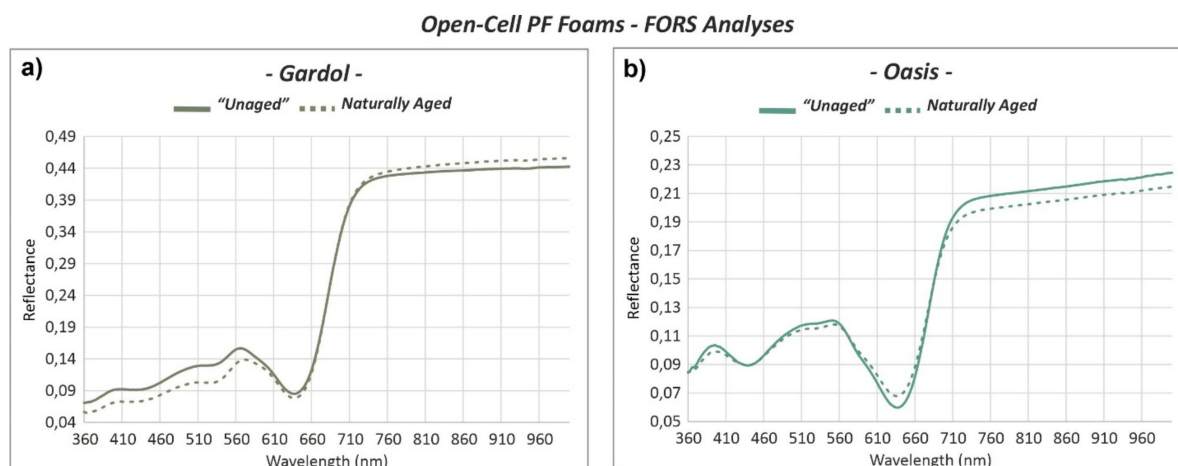 Open-Cell PF Foams - FORS Analyses
a)
- Gardol -
"Unaged" Naturally Aged
0,49
0,44
0,39
0,34
0,29
0,24
0,19
0,14
0,09
0,04
Reflectance
360 410 460 510 560 610 660 710 760 810 860 910 960
Wavelength (nm)
b)
- Oasis -
"Unaged" Naturally Aged
0,25
0,23
0,21
0,19
0,17
0,15
0,13
0,11
0,09
0,07
0,05
Reflectance
360 410 460 510 560 610 660 710 760 810 860 910 960
Wavelength (nm)